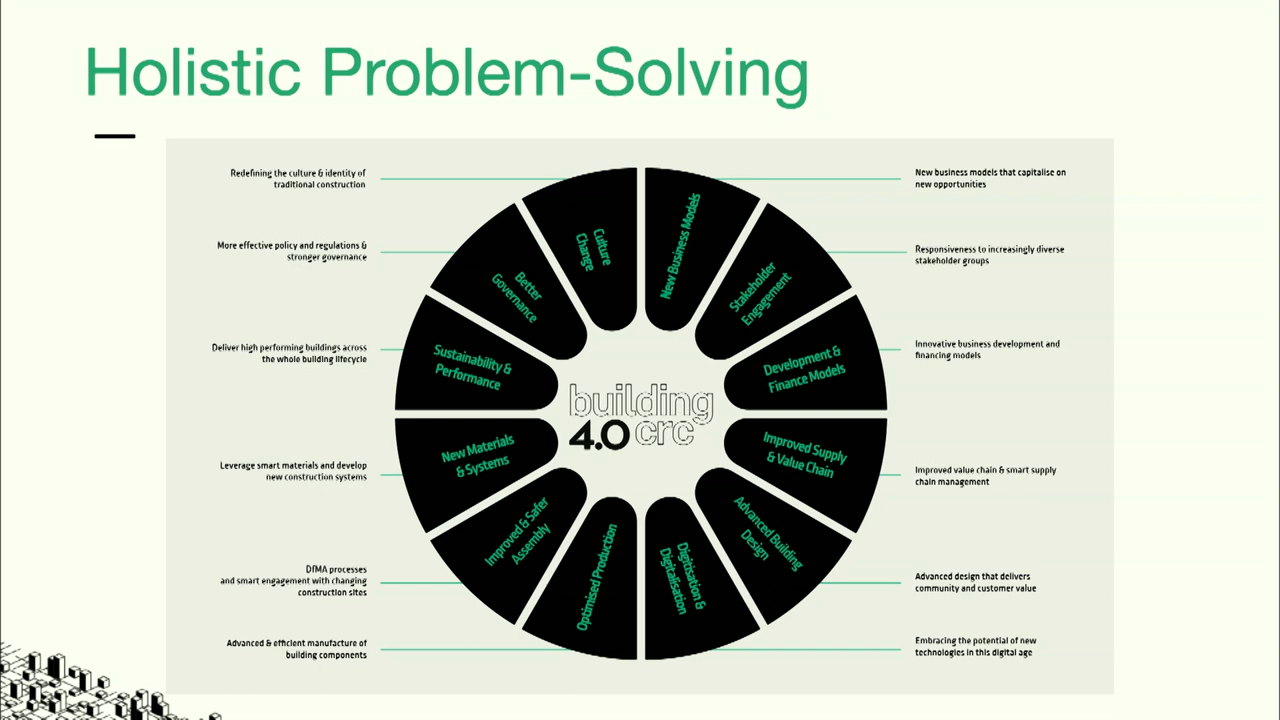 Holistic Problem-Solving
Redefining the culture & identity of
traditional construction
More effective policy and regulations &
stronger governance
Deliver high performing buildings across
the whole building lifecycle
Leverage smart materials and develop
new construction systems
DfMA processes
and smart engagement with changing
construction sites
Advanced & efficient manufacture of
building components
Culture
Change
New Business Models
Better
Governance
Stakeholder
Engagement
Sustainability &
Performance
Development &
Finance Models
building
4.0 crc
New Materials
& Systems
Improved Supply
& Value Chain
Improved & Safer
Assembly
Advanced Building
Design
Optimised Production
Digitisation &
Digitalisation
New business models that capitalise on
new opportunities
Responsiveness to increasingly diverse
stakeholder groups
Innovative business development and
financing models
Improved value chain & smart supply
chain management
Advanced design that delivers
community and customer value
Embracing the potential of new
technologies in this digital age